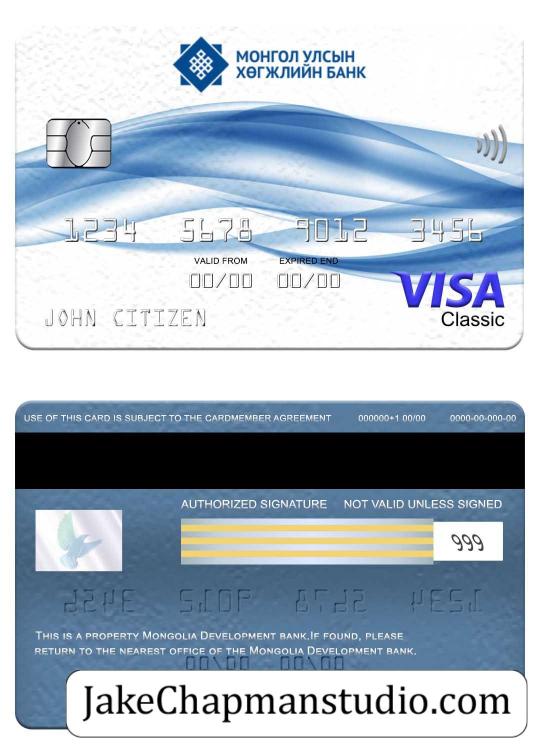 МОНГОЛ УЛСЫН
ХӨГЖЛИЙН БАНК
1234 5678 9012 3456
VALID FROM EXPIRED END
00/00 00/00
VISA
JOHN CITIZEN
Classic
USE OF THIS CARD IS SUBJECT TO THE CARDMEMBER AGREEMENT 000000+1 00/00 0000-00-000-00
AUTHORIZED SIGNATURE NOT VALID UNLESS SIGNED
999
THIS IS A PROPERTY MONGOLIA DEVELOPMENT BANK.IF FOUND, PLEASE
RETURN TO THE NEAREST OFFICE OF THE MONGOLIA DEVELOPMENT BANK.
JakeChapmanstudio.com